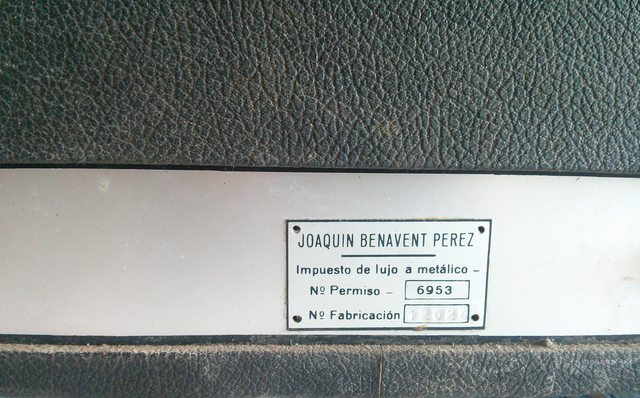 JOAQUIN BENAVENT PEREZ
Impuesto de lujo a metálico -
Nº Permiso - 6953
Nº Fabricación